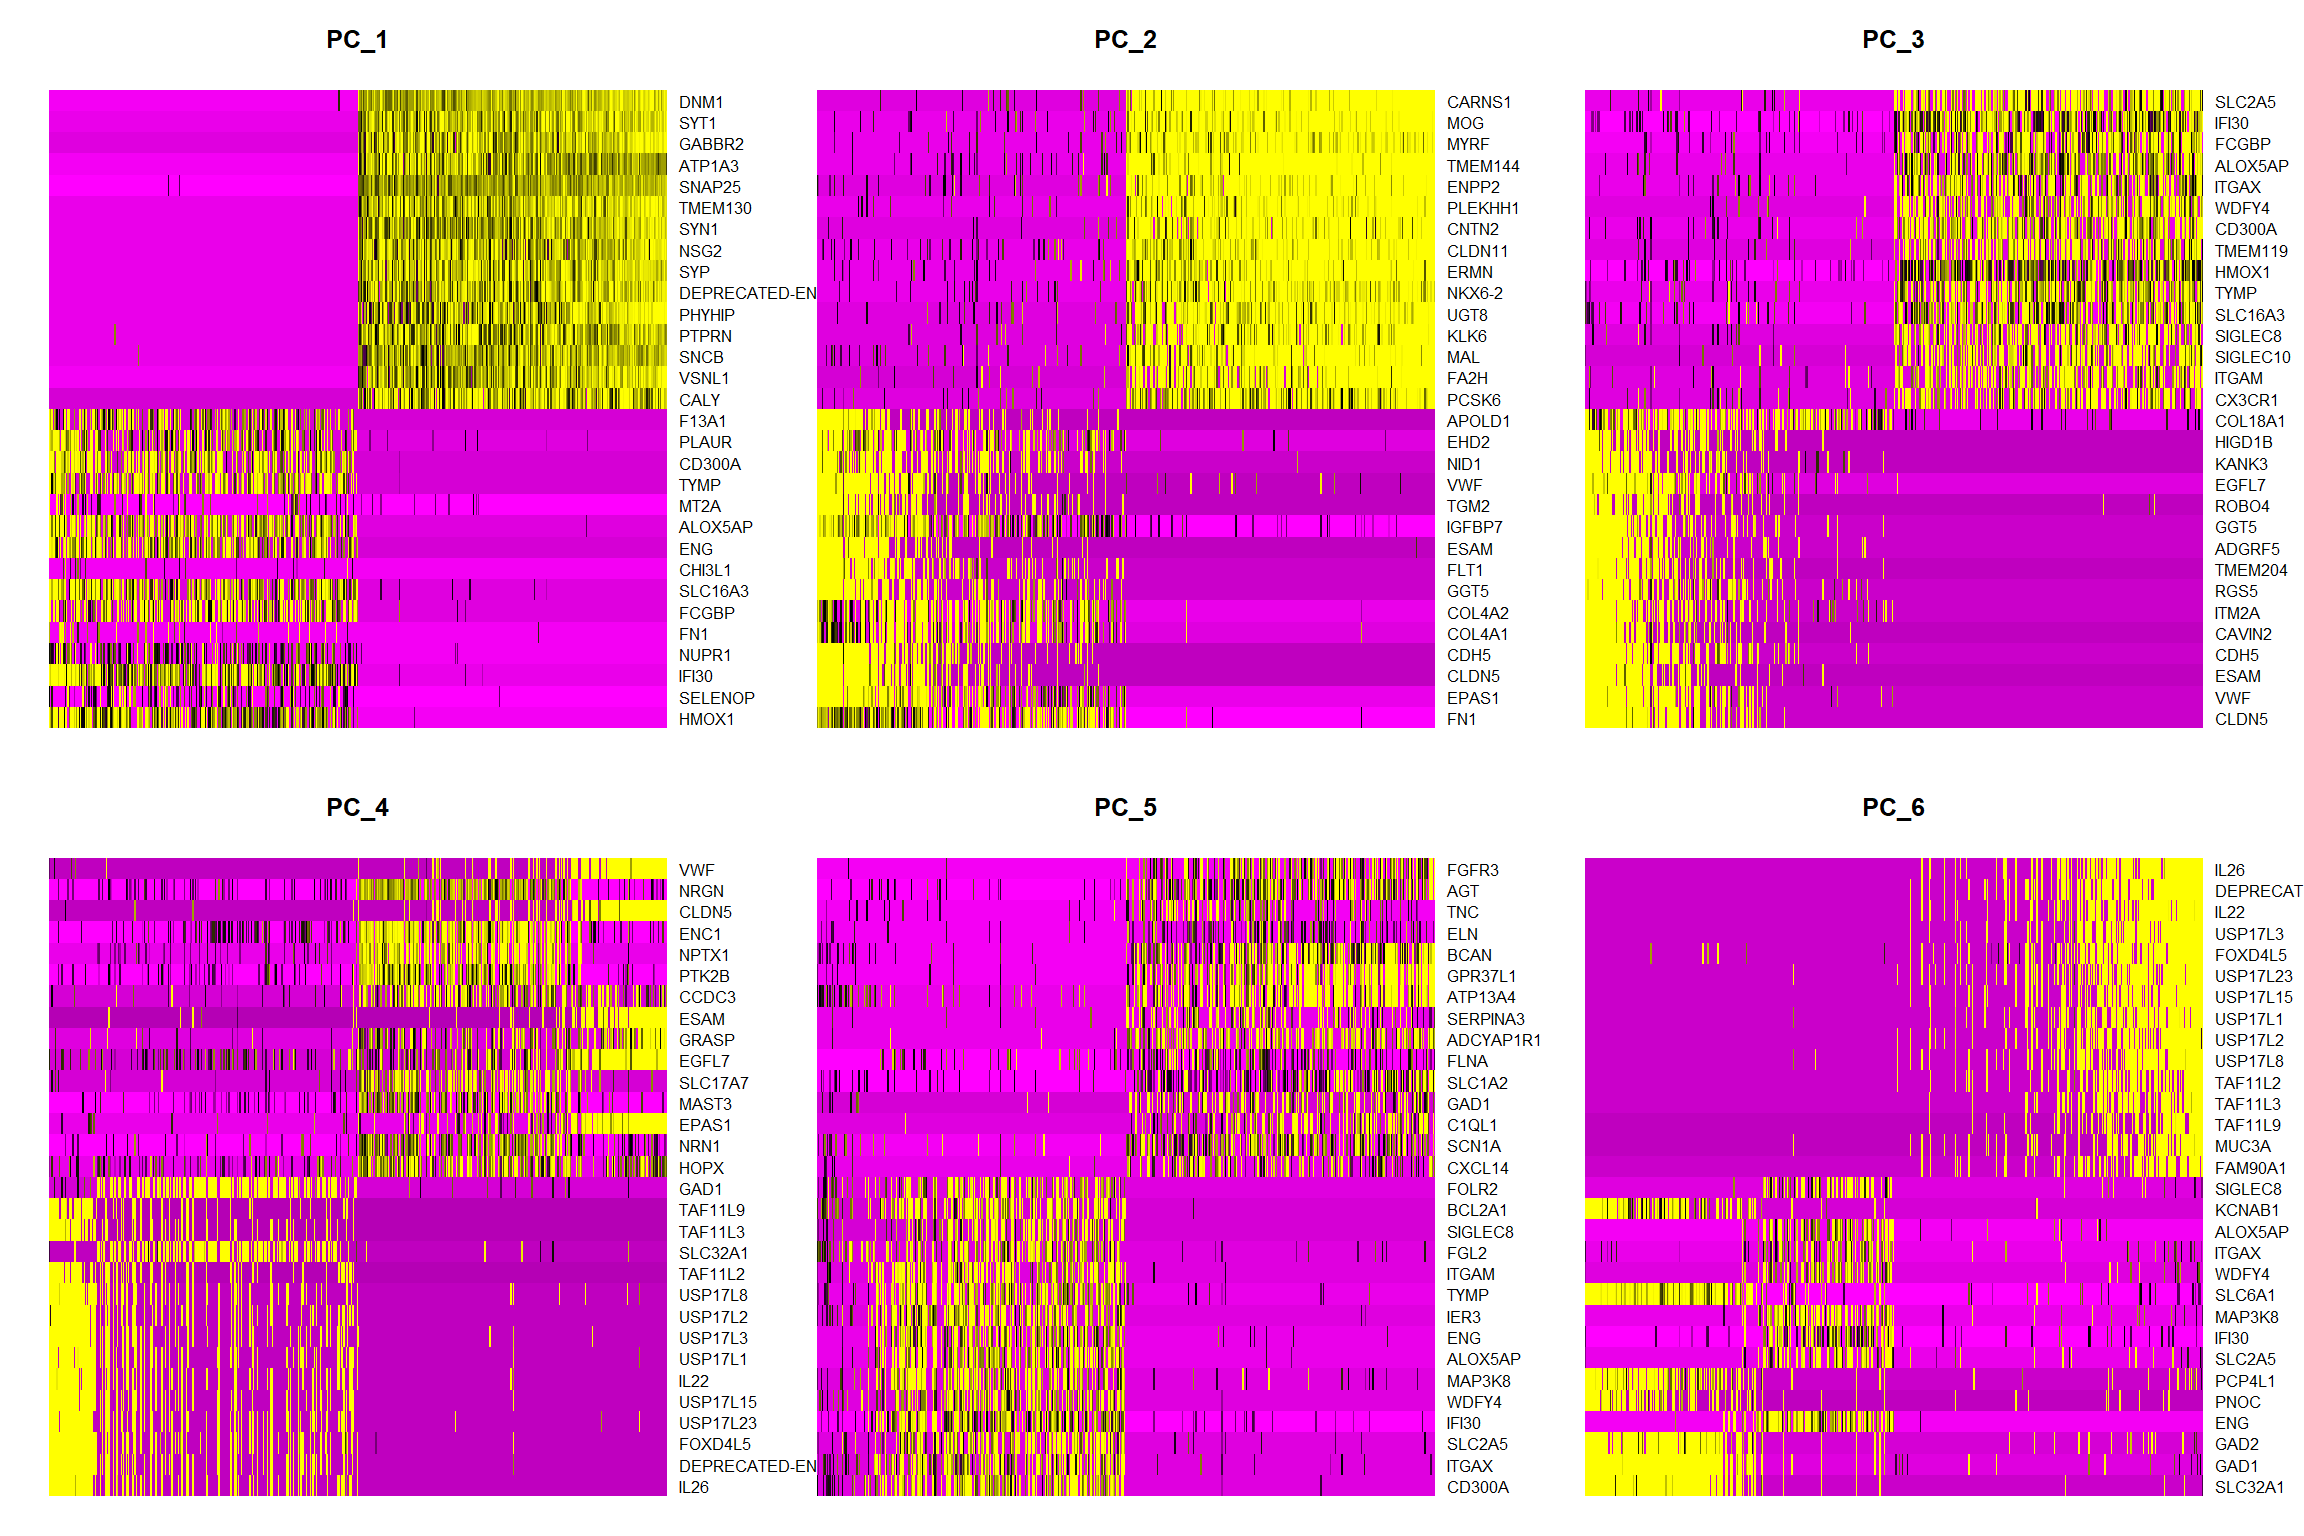 PC_1
DNM1
SYT1
GABBR2
ATP1A3
SNAP25
TMEM130
SYN1
NSG2
SYP
DEPRECATED-EN
PHYHIP
PTPRN
SNCB
VSNL1
CALY
F13A1
PLAUR
CD300A
TYMP
MT2A
ALOX5AP
ENG
CHI3L1
SLC16A3
FCGBP
FN1
NUPR1
IFI30
SELENOP
HMOX1
PC_2
CARNS1
MOG
MYRF
TMEM144
ENPP2
PLEKHH1
CNTN2
CLDN11
ERMN
NKX6-2
UGT8
KLK6
MAL
FA2H
PCSK6
APOLD1
EHD2
NID1
VWF
TGM2
IGFBP7
ESAM
FLT1
GGT5
COL4A2
COL4A1
CDH5
CLDN5
EPAS1
FN1
PC_3
SLC2A5
IFI30
FCGBP
ALOX5AP
ITGAX
WDFY4
CD300A
TMEM119
HMOX1
TYMP
SLC16A3
SIGLEC8
SIGLEC10
ITGAM
CX3CR1
COL18A1
HIGD1B
KANK3
EGFL7
ROBO4
GGT5
ADGRF5
TMEM204
RGS5
ITM2A
CAVIN2
CDH5
ESAM
VWF
CLDN5
PC_4
VWF
NRGN
CLDN5
ENC1
NPTX1
PTK2B
CCDC3
ESAM
GRASP
EGFL7
SLC17A7
MAST3
EPAS1
NRN1
HOPX
GAD1
TAF11L9
TAF11L3
SLC32A1
TAF11L2
USP17L8
USP17L2
USP17L3
USP17L1
IL22
USP17L15
USP17L23
FOXD4L5
DEPRECATED-EN
IL26
PC_5
FGFR3
AGT
TNC
ELN
BCAN
GPR37L1
ATP13A4
SERPINA3
ADCYAP1R1
FLNA
SLC1A2
GAD1
C1QL1
SCN1A
CXCL14
FOLR2
BCL2A1
SIGLEC8
FGL2
ITGAM
TYMP
IER3
ENG
ALOX5AP
MAP3K8
WDFY4
IFI30
SLC2A5
ITGAX
CD300A
PC_6
IL26
DEPRECAT
IL22
USP17L3
FOXD4L5
USP17L23
USP17L15
USP17L1
USP17L2
USP17L8
TAF11L2
TAF11L3
TAF11L9
MUC3A
FAM90A1
SIGLEC8
KCNAB1
ALOX5AP
ITGAX
WDFY4
SLC6A1
MAP3K8
IFI30
SLC2A5
PCP4L1
PNOC
ENG
GAD2
GAD1
SLC32A1